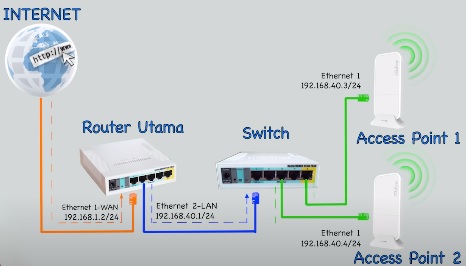 INTERNET
http://www
Router Utama
Switch
Ethernet 1
192.168.40.3/24
Access Point 1
Ethernet 1-WAN
192.168.1.2/24
Ethernet 2-LAN
192.168.40.1/24
Ethernet 1
192.168.40.4/24
Access Point 2